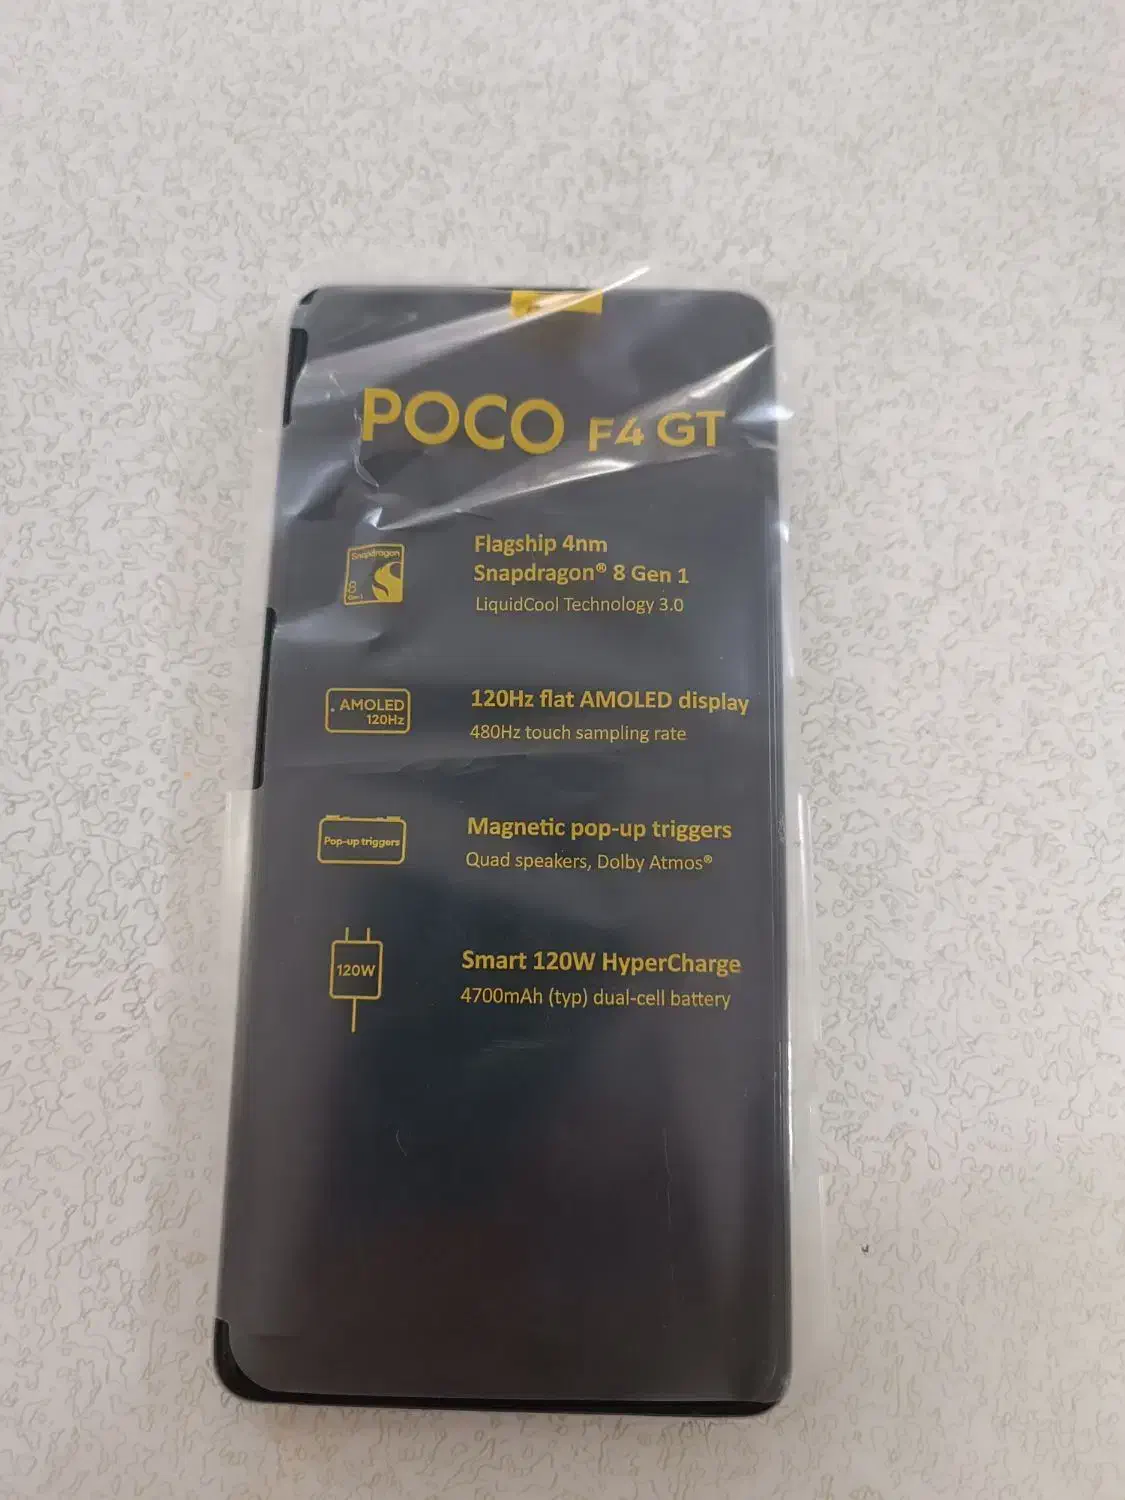 POCO F4 GT
Snapdragon
8
Gen 1
Flagship 4nm
Snapdragon® 8 Gen 1
LiquidCool Technology 3.0
AMOLED
120Hz
120Hz flat AMOLED display
480Hz touch sampling rate
Pop-up triggers
Magnetic pop-up triggers
Quad speakers, Dolby Atmos®
120W
Smart 120W HyperCharge
4700mAh (typ) dual-cell battery